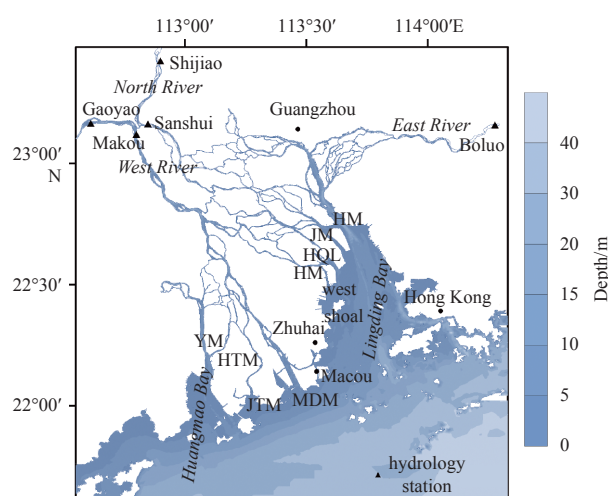 113°00′ 113°30′ 114°00′
Shijiao
North River
Gaoyao
Sanshui
Guangzhou
East River
Makou
Boluo
23°00′
N
West River
HM
JM
HQL
HM
22°30′
west
shoal
Lingding Bay
Hong Kong
Zhuhai
YM
HTM
Macou
22°00′
JTM
MDM
Huangmao Bay
hydrology
station
40
30
20
15
10
5
0
Depth/m